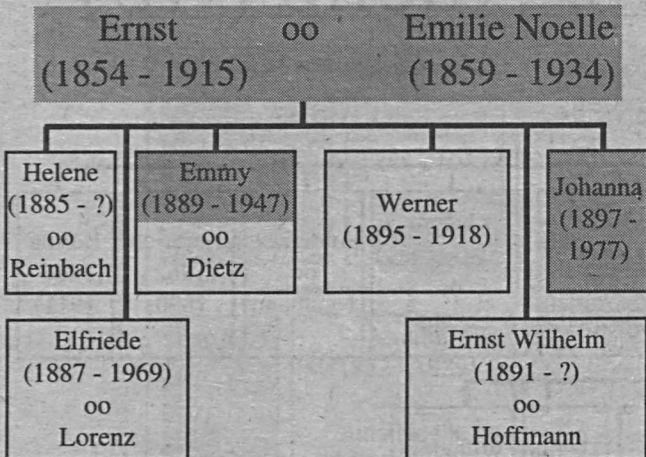 Ernst oo Emilie Noelle
(1854 - 1915) (1859 - 1934)
Helene
(1885 - ?)
oo
Reinbach
Emmy
(1889 - 1947)
oo
Dietz
Werner
(1895 - 1918)
Johanna
(1897 -
1977)
Elfriede
(1887 - 1969)
oo
Lorenz
Ernst Wilhelm
(1891 - ?)
oo
Hoffmann